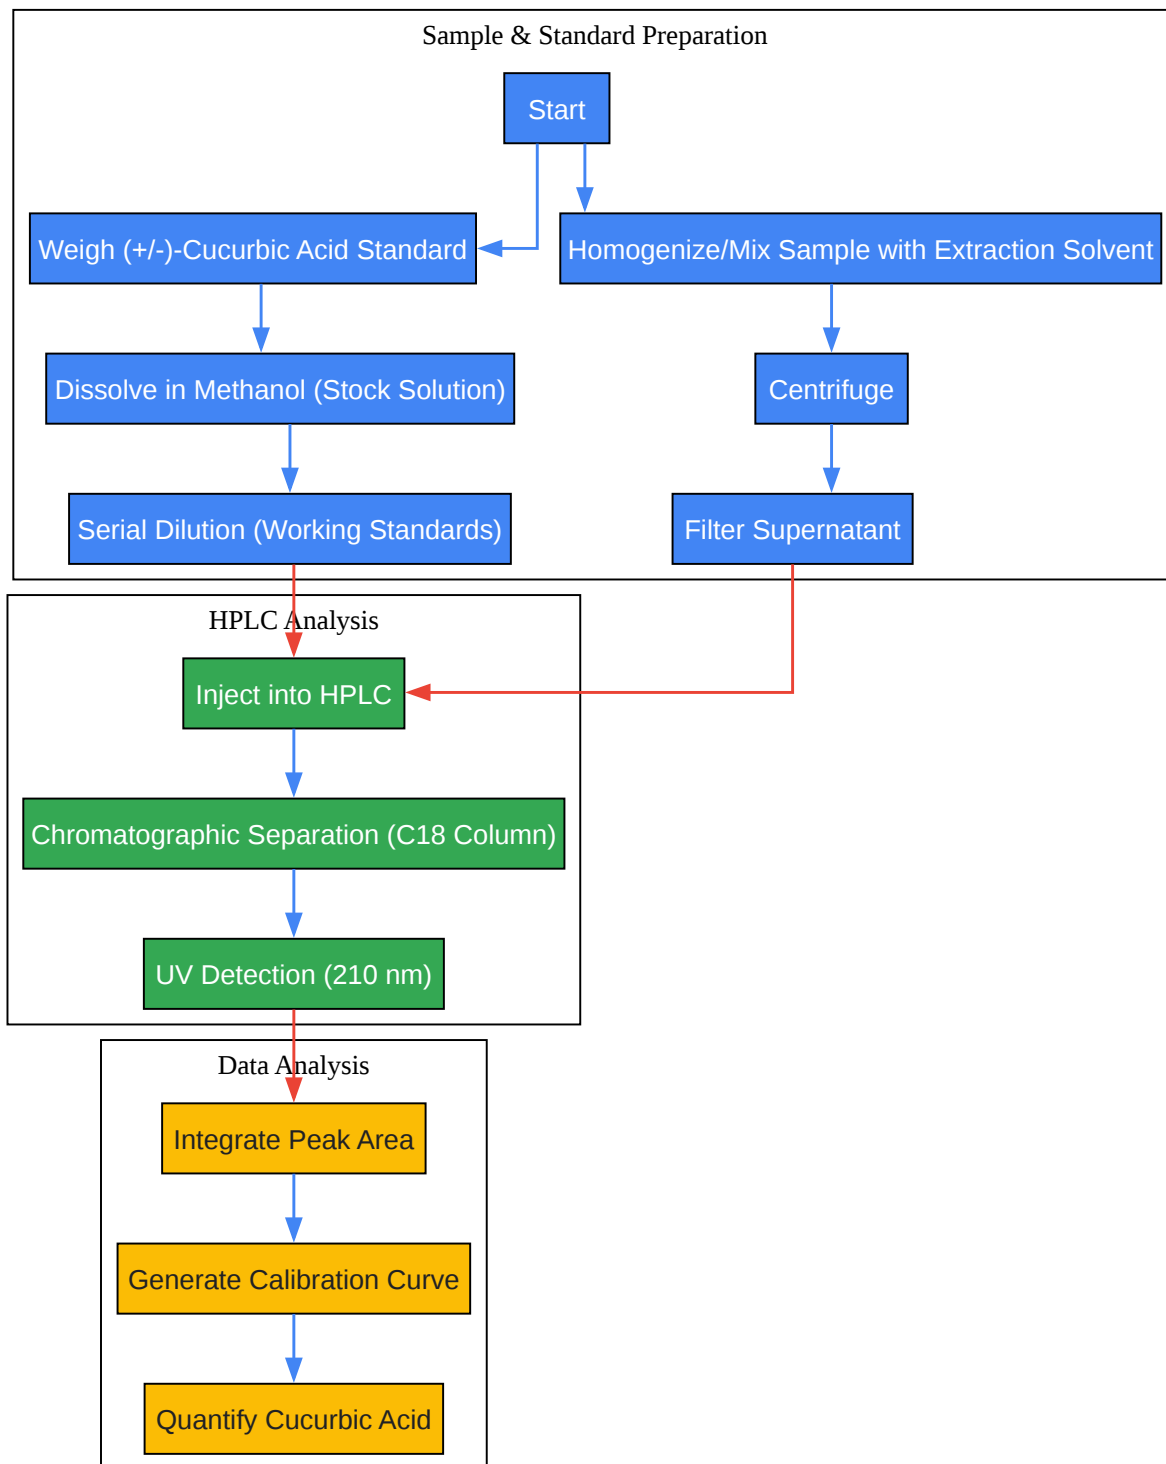 Sample & Standard Preparation
Start
Weigh (+/-)-Cucurbic Acid Standard
Homogenize/Mix Sample with Extraction Solvent
Dissolve in Methanol (Stock Solution)
Centrifuge
Serial Dilution (Working Standards)
Filter Supernatant
HPLC Analysis
Inject into HPLC
Chromatographic Separation (C18 Column)
UV Detection (210 nm)
Data Analysis
Integrate Peak Area
Generate Calibration Curve
Quantify Cucurbic Acid